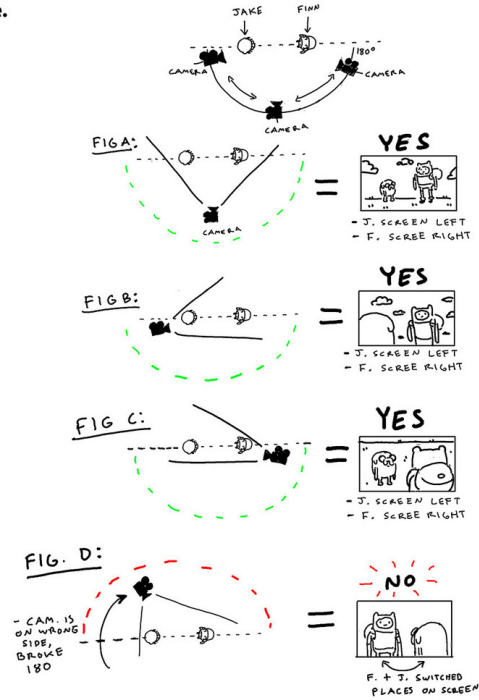 e.
JAKE
FINN
180°
CAMERA
CAMERA
CAMERA
FIG A:
CAMERA
=
YES
- J. SCREEN LEFT
- F. SCREE RIGHT
FIG B:
=
YES
- J. SCREEN LEFT
- F. SCREE RIGHT
FIG C:
=
YES
- J. SCREEN LEFT
- F. SCREE RIGHT
FIG. D:
- CAM. IS
ON WRONG
SIDE,
BROKE
180
=
NO
F. + J. SWITCHED
PLACES ON SCREEN